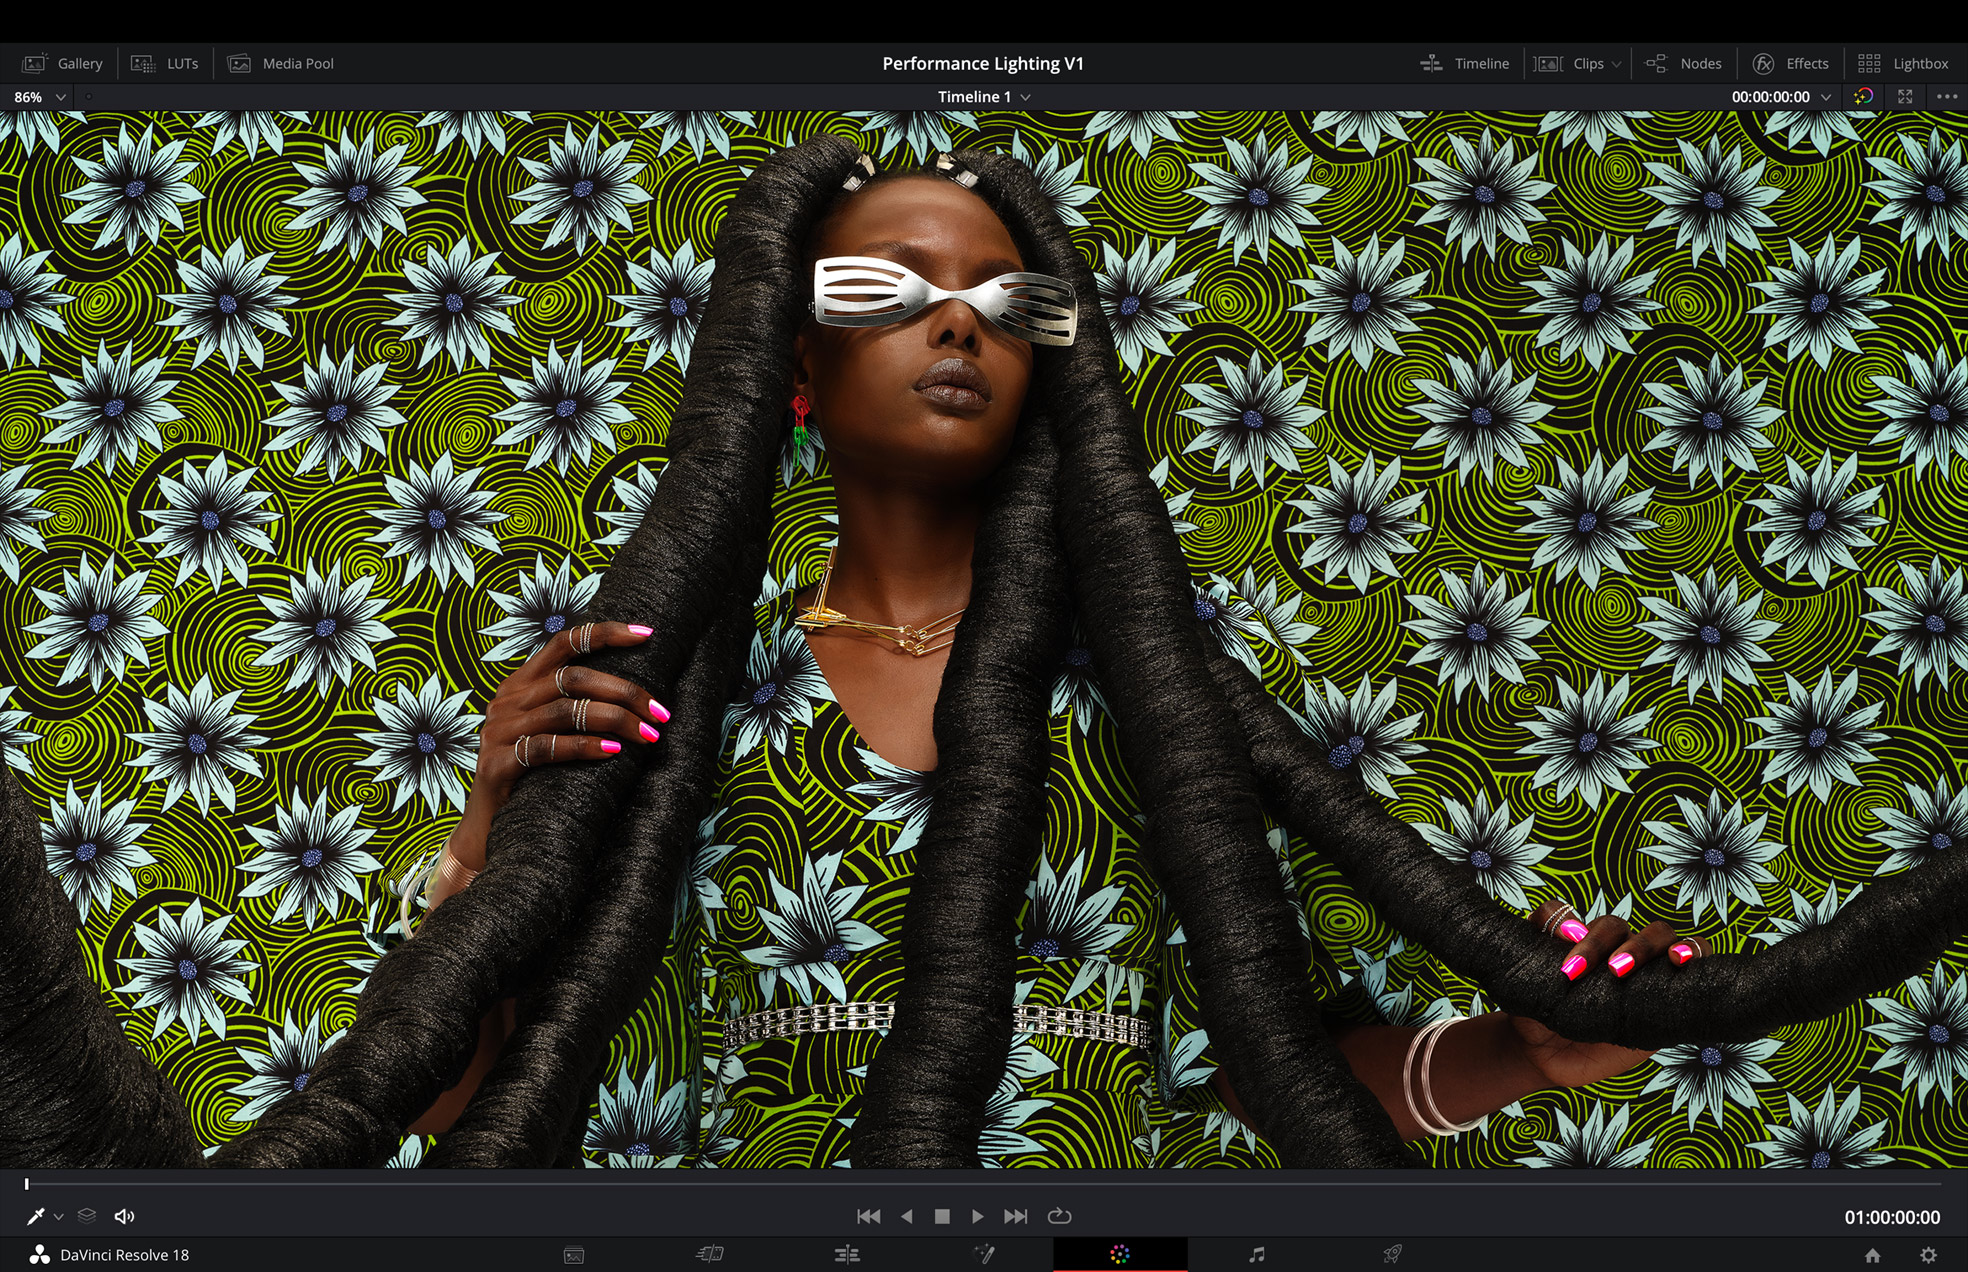 Gallery
LUTs
Media Pool
Performance Lighting V1
Timeline
Clips
Nodes
Effects
Lightbox
86%
Timeline 1
00:00:00:00
01:00:00:00
DaVinci Resolve 18